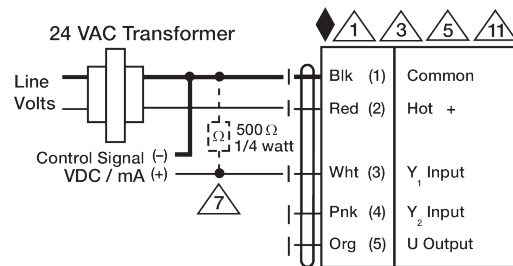 1 3 5 11
24 VAC Transformer
Line
Volts
Blk (1) Common
Red (2) Hot +
Ω 500 Ω
1/4 watt
Control Signal (-)
VDC / mA (+)
Wht (3) Y1 Input
7
Pnk (4) Y2 Input
Org (5) U Output